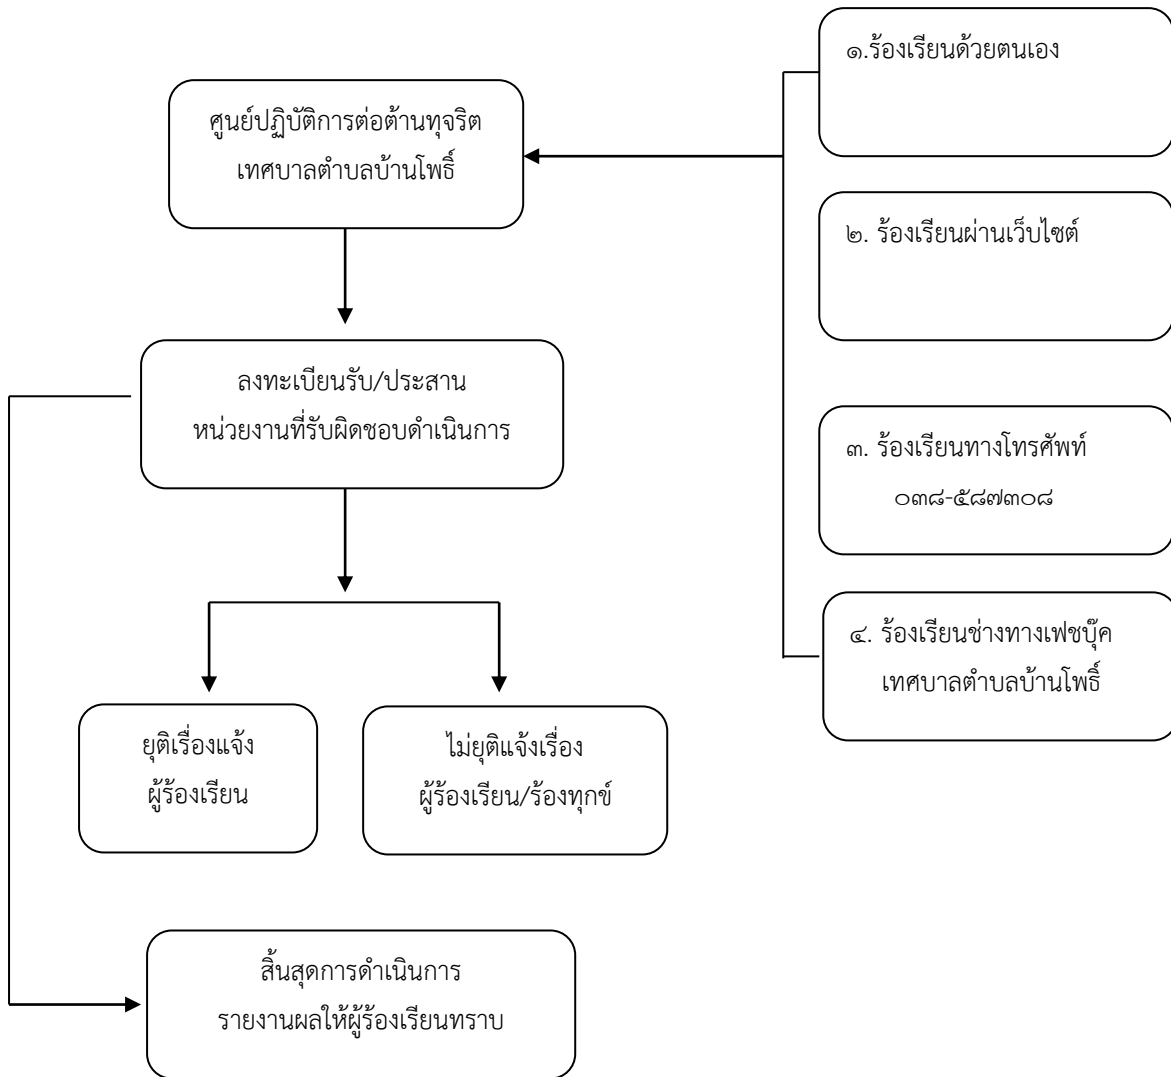 ๑.ร้องเรียนด้วยตนเอง
ศูนย์ปฏิบัติการต่อต้านทุจริต
เทศบาลตำบลบ้านโพธิ์
๒. ร้องเรียนผ่านเว็บไซต์
ลงทะเบียนรับ/ประสาน
หน่วยงานที่รับผิดชอบดำเนินการ
๓. ร้องเรียนทางโทรศัพท์
๐๓๘-๕๘๗๓๐๘
๔. ร้องเรียนช่างทางเฟชบุ๊ค
เทศบาลตำบลบ้านโพธิ์
ยุติเรื่องแจ้ง
ผู้ร้องเรียน
ไม่ยุติแจ้งเรื่อง
ผู้ร้องเรียน/ร้องทุกข์
สิ้นสุดการดำเนินการ
รายงานผลให้ผู้ร้องเรียนทราบ